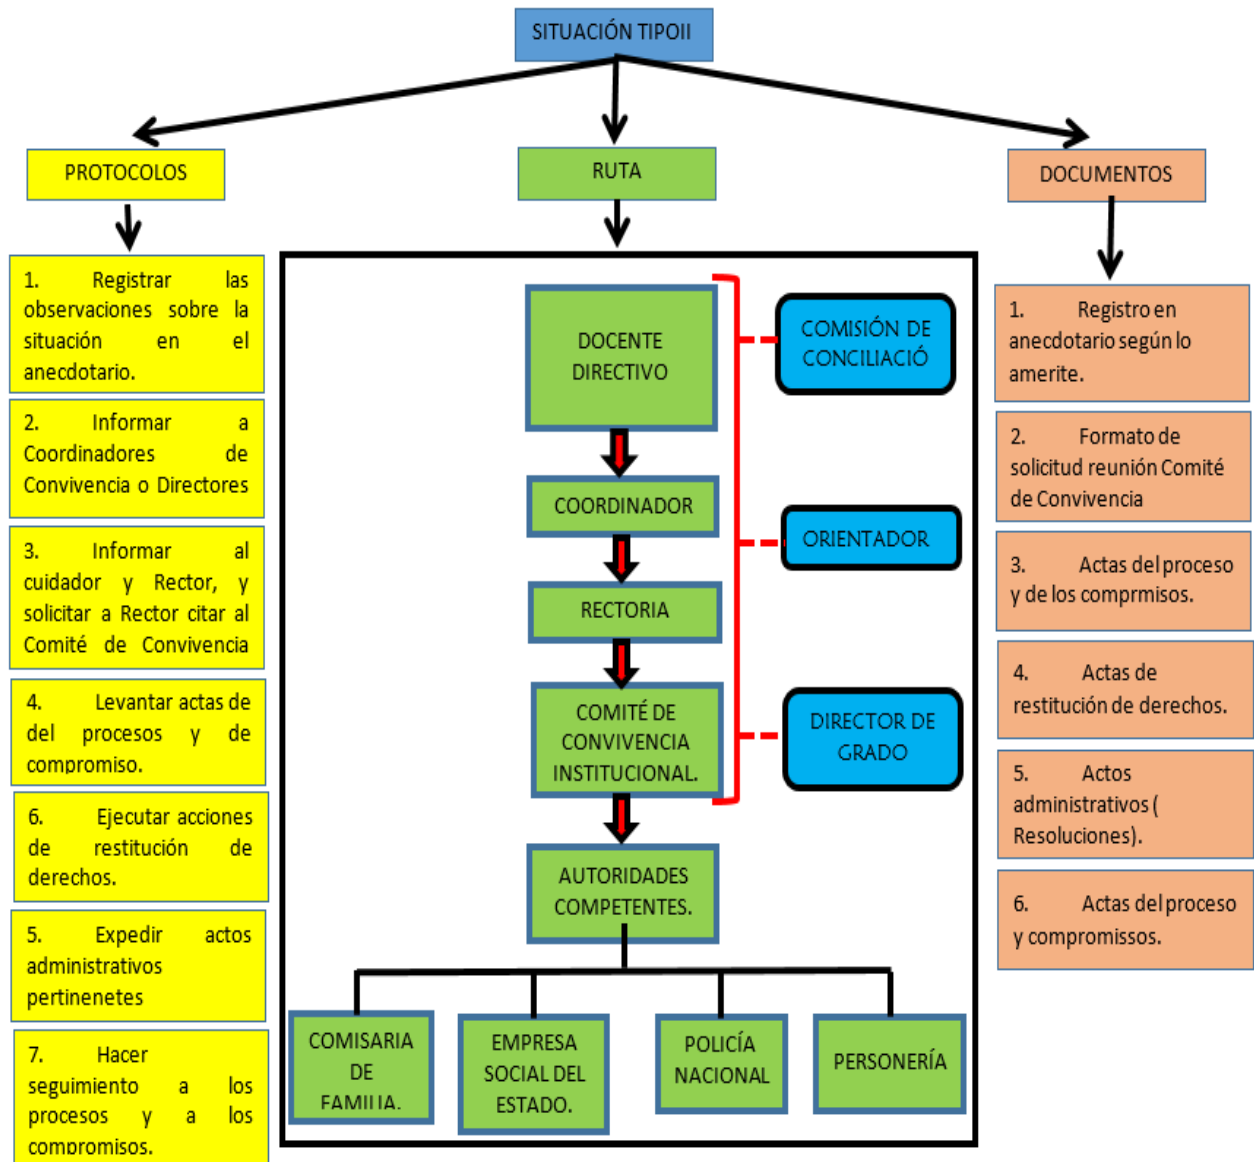 SITUACIÓN TIPOII
PROTOCOLOS
1. Registrar las
observaciones sobre la
situación en el
anecdotario.
2. Informar a
Coordinadores de
Convivencia o Directores
3. Informar al
cuidador y Rector, y
solicitar a Rector citar al
Comité de Convivencia
4. Levantar actas de
del procesos y de
compromiso.
6. Ejecutar acciones
de restitución de
derechos.
5. Expedir actos
administrativos
pertinenetes
7. Hacer
seguimiento a los
procesos y a los
compromisos.
RUTA
DOCENTE
DIRECTIVO
COORDINADOR
RECTORIA
COMITÉ DE
CONVIVENCIA
INSTITUCIONAL.
AUTORIDADES
COMPETENTES.
COMISARIA
DE
FAMILIA.
EMPRESA
SOCIAL DEL
ESTADO.
POLICÍA
NACIONAL
PERSONERÍA
COMISIÓN DE
CONCILIACIÓ
ORIENTADOR
DIRECTOR DE
GRADO
DOCUMENTOS
1. Registro en
anecdotario según lo
amerite.
2. Formato de
solicitud reunión Comité
de Convivencia
3. Actas del proceso
y de los comprmisos.
4. Actas de
restitución de derechos.
5. Actos
administrativos (
Resoluciones).
6. Actas del proceso
y compromissos.